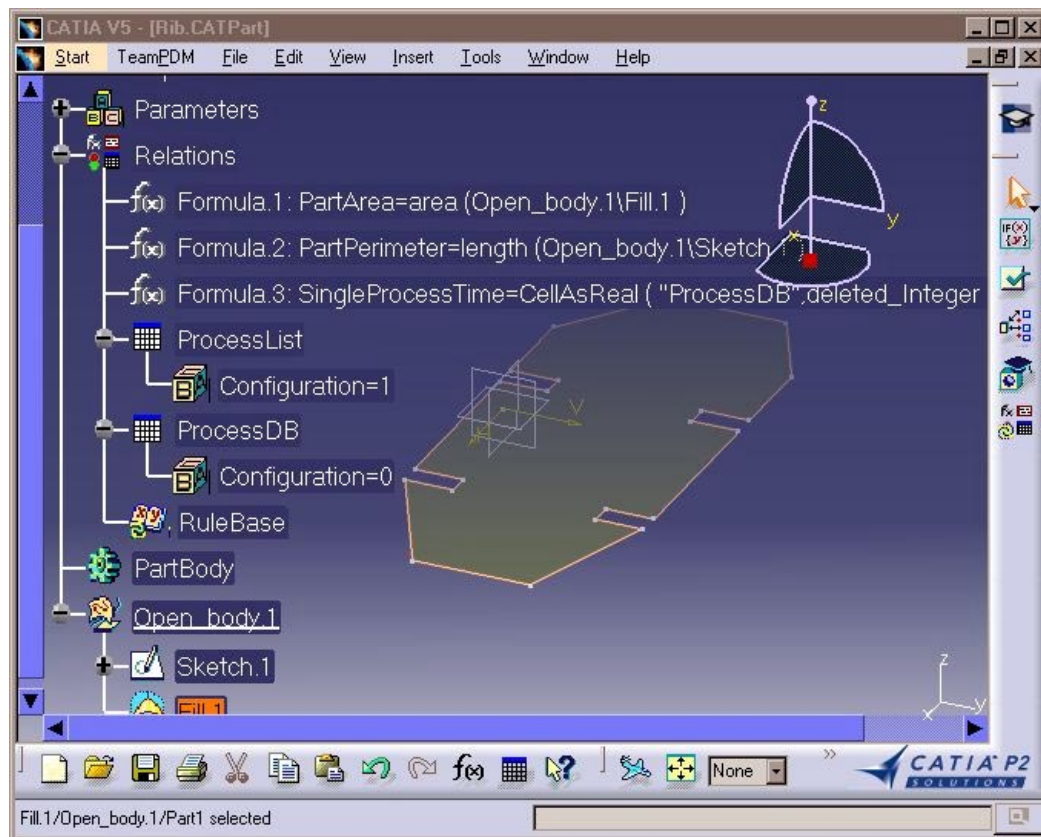 CATIA V5 - [Rib.CATPart]
Start TeamPDM File Edit View Insert Tools Window Help
Parameters
Relations
Formula.1: PartArea=area (Open_body.1\Fill.1 )
Formula.2: PartPerimeter=length (Open_body.1\Sketch
Formula.3: SingleProcessTime=CellAsReal ( "ProcessDB",deleted_Integer
ProcessList
Configuration=1
ProcessDB
Configuration=0
RuleBase
PartBody
Open_body.1
Sketch.1
Fill.1
z
y
x
V
z
y
x
f(x) None
CATIA P2
SOLUTIONS
Fill.1/Open_body.1/Part1 selected